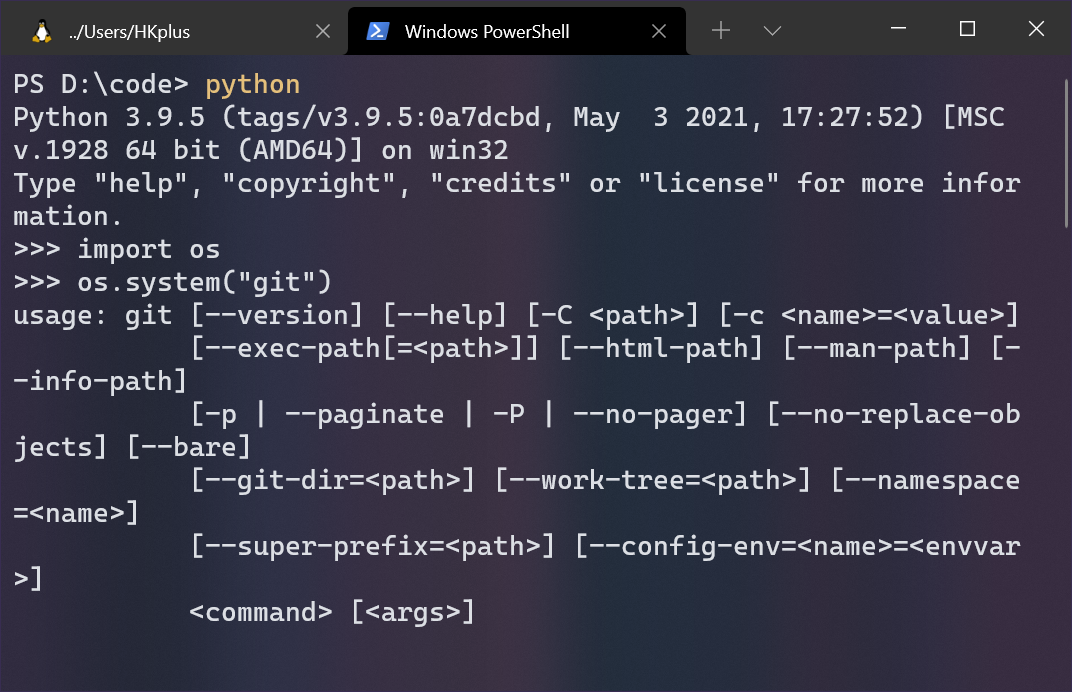 ../Users/HKplus
Windows PowerShell
PS D:\code> python
Python 3.9.5 (tags/v3.9.5:0a7dcbd, May  3 2021, 17:27:52) [MSC
v.1928 64 bit (AMD64)] on win32
Type "help", "copyright", "credits" or "license" for more infor
mation.
>>> import os
>>> os.system("git")
usage: git [--version] [--help] [-C <path>] [-c <name>=<value>]
           [--exec-path[=<path>]] [--html-path] [--man-path] [-
-info-path]
           [-p | --paginate | -P | --no-pager] [--no-replace-ob
jects] [--bare]
           [--git-dir=<path>] [--work-tree=<path>] [--namespace
=<name>]
           [--super-prefix=<path>] [--config-env=<name>=<envvar
>]
           <command> [<args>]